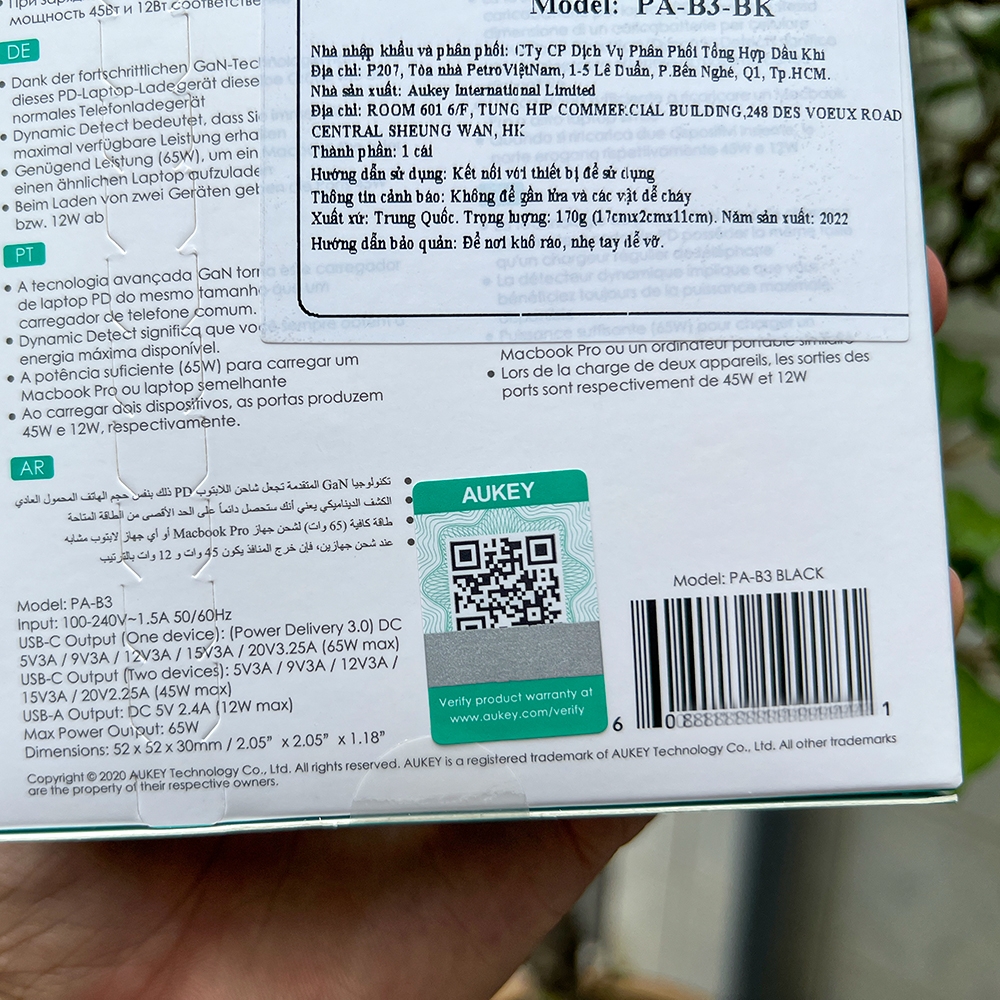 мощность 45Вт и 12Вт соответстве
DE
• Dank der fortschrittlichen GaN-Tec
dieses PD-Laptop-Ladegerät diese
normales Telefonladegerät
• Dynamic Detect bedeutet, dass Si
maximal verfügbare Leistung erha
• Genügend Leistung (65W), um ein
einen ähnlichen Laptop aufzulade
• Beim Laden von zwei Geräten get
bzw. 12W ab
PT
• A tecnologia avançada GaN torr
de laptop PD do mesmo tamanh
carregador de telefone comum.
• Dynamic Detect significa que voc
energia máxima disponível.
• A potência suficiente (65W) para carregar um
Macbook Pro ou laptop semelhante
• Ao carregar dois dispositivos, as portas produzem
45W e 12W, respectivamente.
Model: PA-B3-BK
Nhà nhập khẩu và phân phối: CTy CP Dịch Vụ Phân Phối Tổng Hợp Dầu Khí
Địa chỉ: P207, Tòa nhà PetroViệtNam, 1-5 Lê Duẩn, P.Bến Nghé, Q1, Tp.HCM.
Nhà sản xuất: Aukey International Limited
Địa chỉ: ROOM 601 6/F, TUNG HIP COMMERCIAL BUILDING,248 DES VOEUX ROAD
CENTRAL SHEUNG WAN, HK
Thành phần: 1 cái
Hướng dẫn sử dụng: Kết nối với thiết bị để sử dụng
Thông tin cảnh báo: Không để gần lửa và các vật dễ cháy
Xuất xứ: Trung Quốc. Trọng lượng: 170g (17cmx2cmx11cm). Năm sản xuất: 2022
Hướng dẫn bảo quản: Để nơi khô ráo, nhẹ tay dễ vỡ.
Macbook Pro ou un ordinateur portable similaire
• Lors de la charge de deux appareils, les sorties des
ports sont respectivement de 45W et 12W
AR
• تكنولوجيا GaN المتقدمة تجعل شاحن اللابتوب PD ذلك بنفس حجم الهاتف المحمول العادي
• الكشف الديناميكي يعني أنك ستحصل دائماً على الحد الأقصى من الطاقة المتاحة
• طاقة كافية (65 وات) لشحن جهاز Macbook Pro أو أي جهاز لابتوب مشابه
• عند شحن جهازين، فإن خرج المنافذ يكون 45 وات و 12 وات بالترتيب
Model: PA-B3
Input: 100-240V~1.5A 50/60Hz
USB-C Output (One device): (Power Delivery 3.0) DC
5V3A / 9V3A / 12V3A / 15V3A / 20V3.25A (65W max)
USB-C Output (Two devices): 5V3A / 9V3A / 12V3A /
15V3A / 20V2.25A (45W max)
USB-A Output: DC 5V 2.4A (12W max)
Max Power Output: 65W
Dimensions: 52 x 52 x 30mm / 2.05" x 2.05" x 1.18"
AUKEY
Verify product warranty at
www.aukey.com/verify
Model: PA-B3 BLACK
6 0 1
Copyright © 2020 AUKEY Technology Co., Ltd. All rights reserved. AUKEY is a registered trademark of AUKEY Technology Co., Ltd. All other trademarks
are the property of their respective owners.